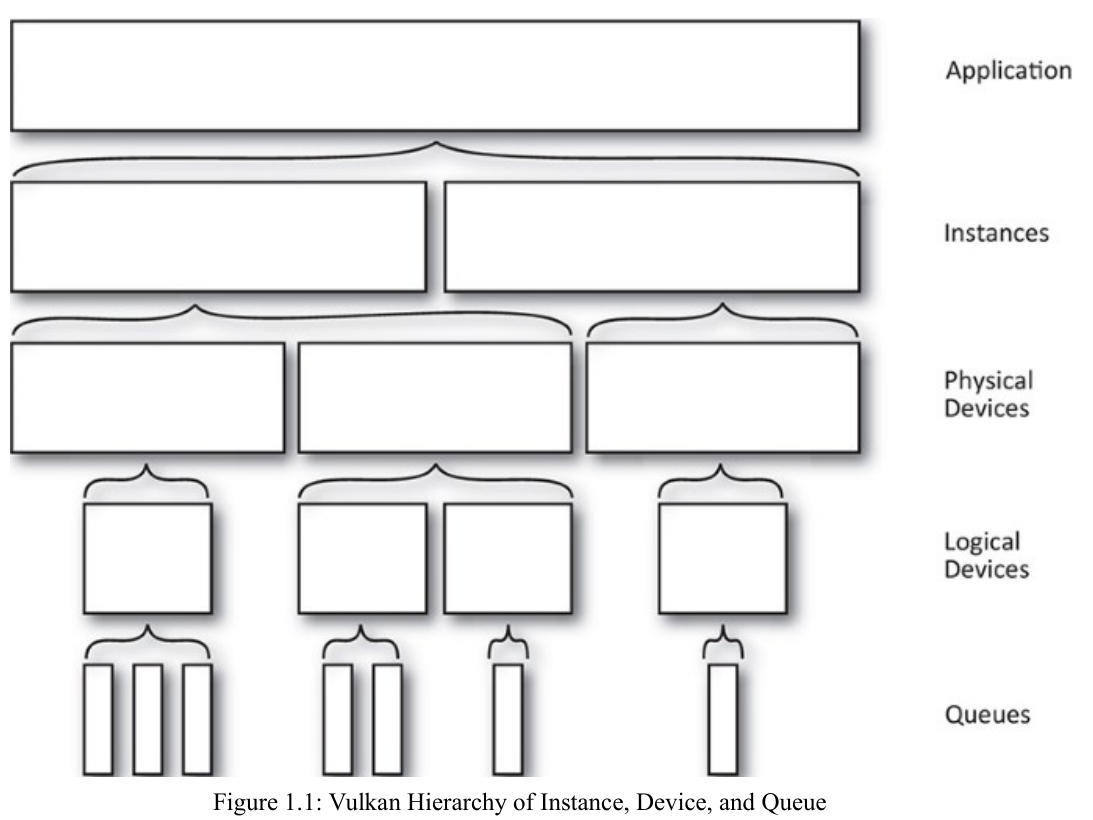 Application
Instances
Physical
Devices
Logical
Devices
Queues
Figure 1.1: Vulkan Hierarchy of Instance, Device, and Queue